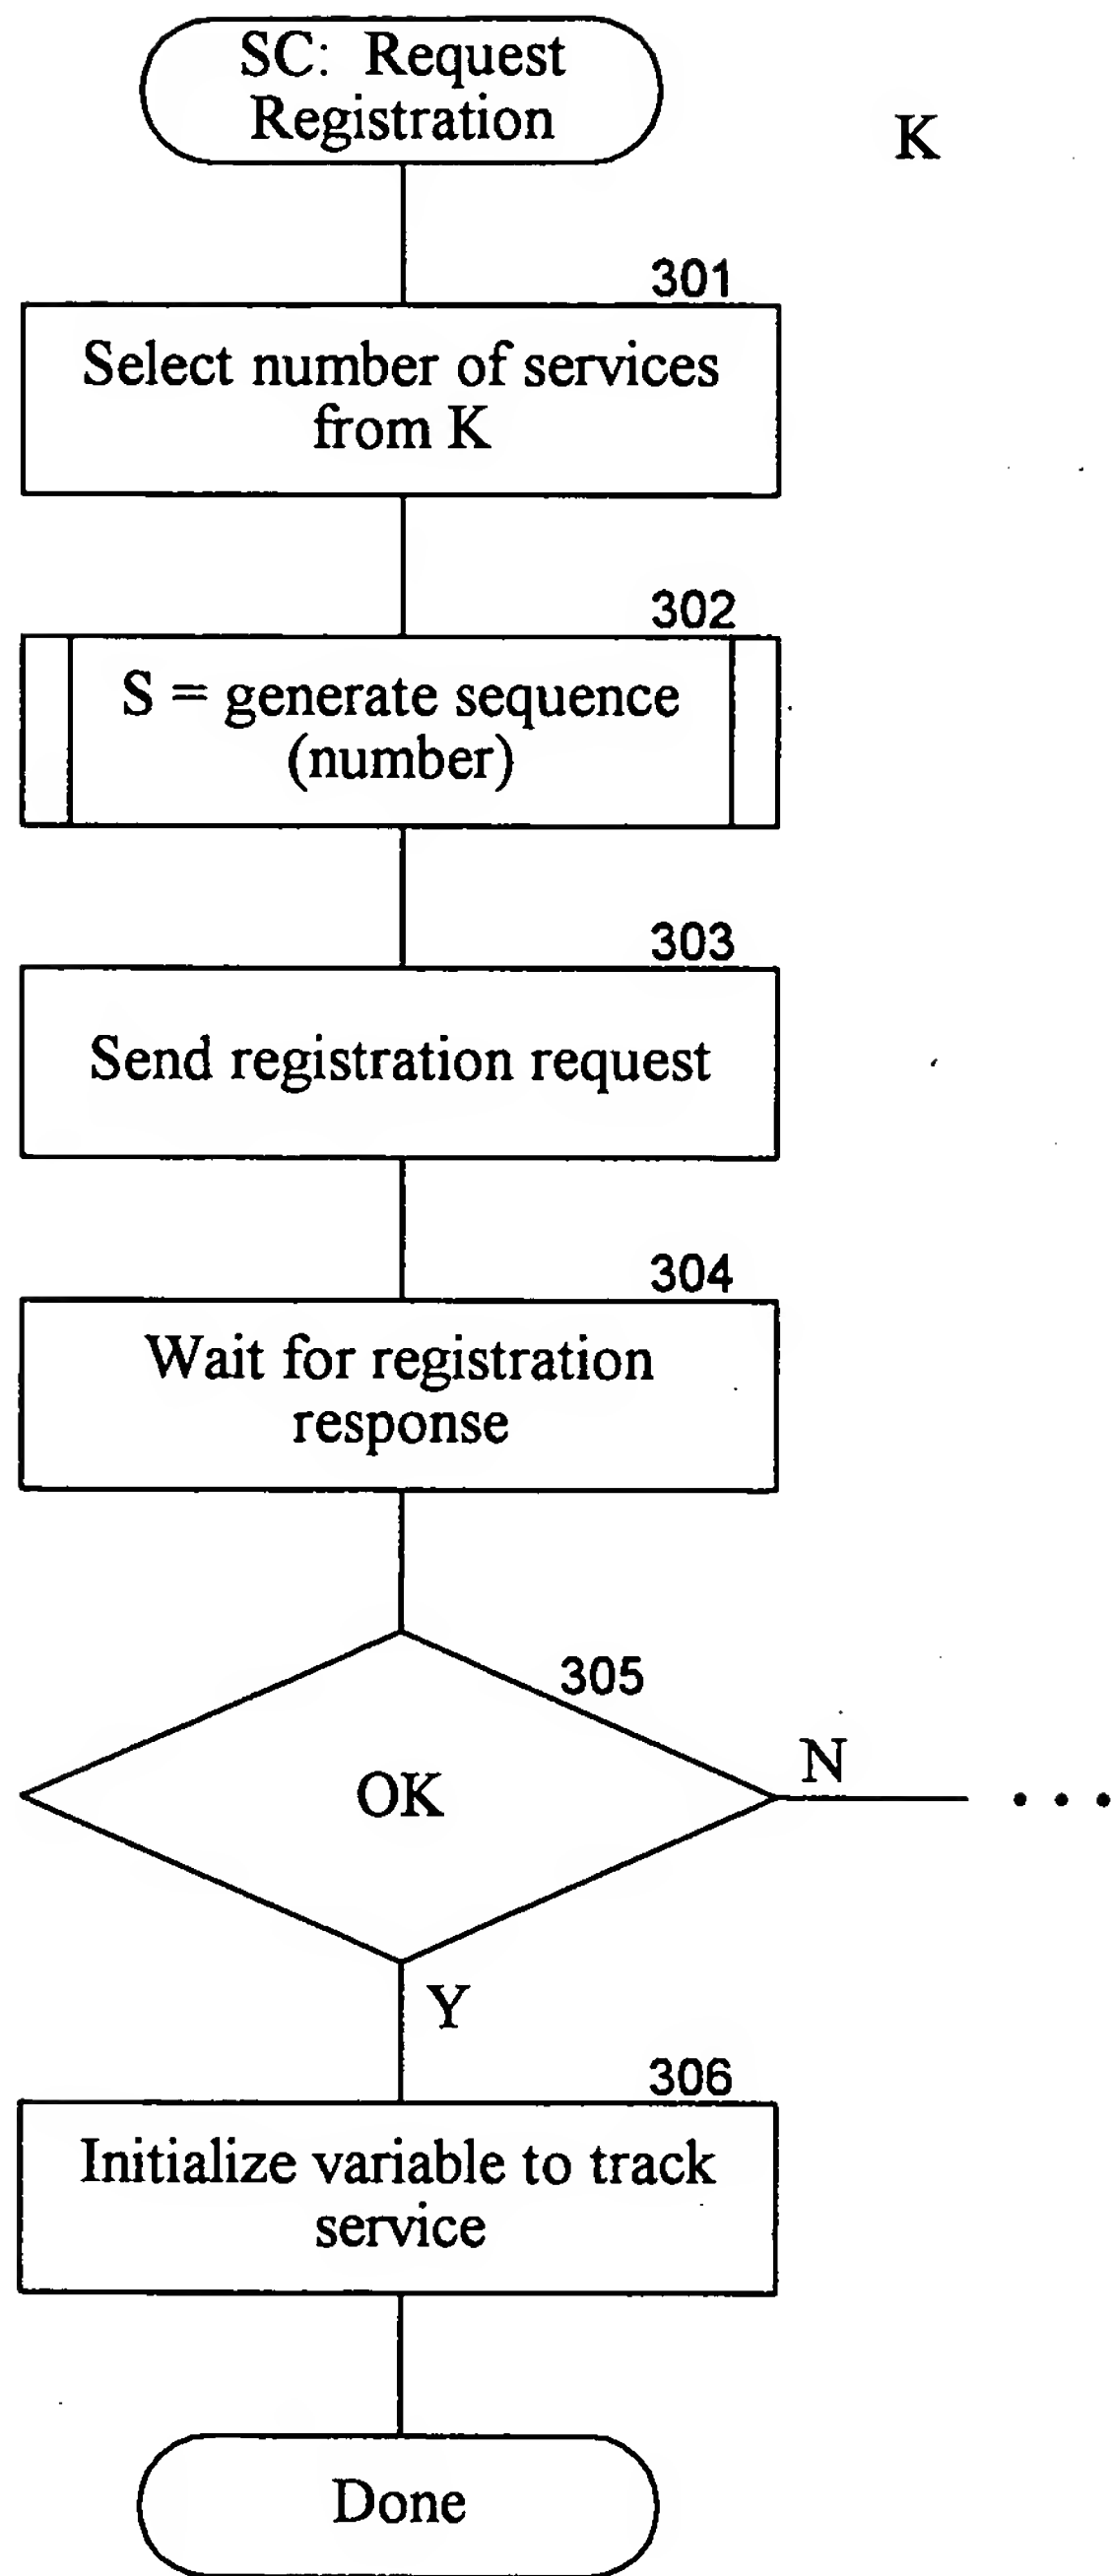 SC: Request
Registration
K
301
Select number of services
from K
302
S = generate sequence
(number)
303
Send registration request
304
Wait for registration
response
305
OK
N
Y
306
Initialize variable to track
service
Done